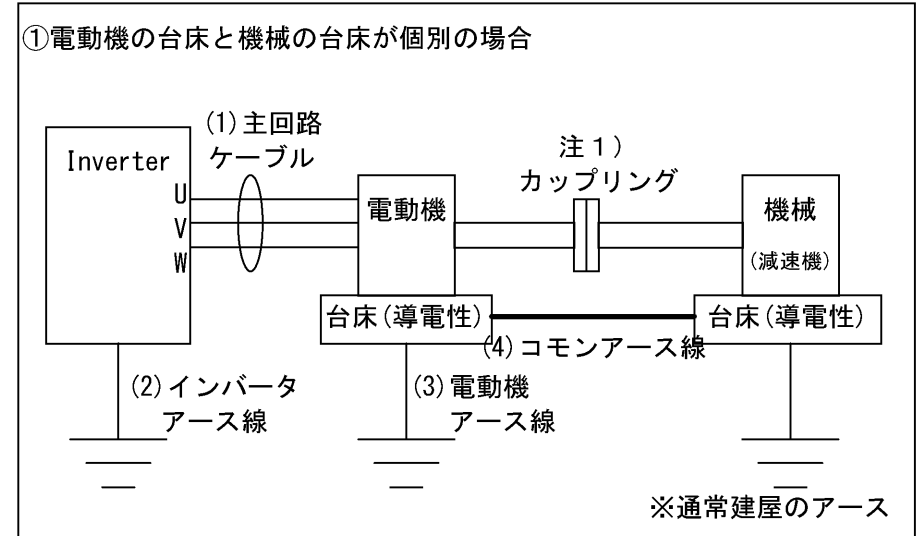 ①電動機の台床と機械の台床が個別の場合
(1)主回路
ケーブル
Inverter
U
V
W
電動機
注1)
カップリング
機械
(減速機)
台床(導電性)
台床(導電性)
(4)コモンアース線
(2)インバータ
アース線
(3)電動機
アース線
※通常建屋のアース